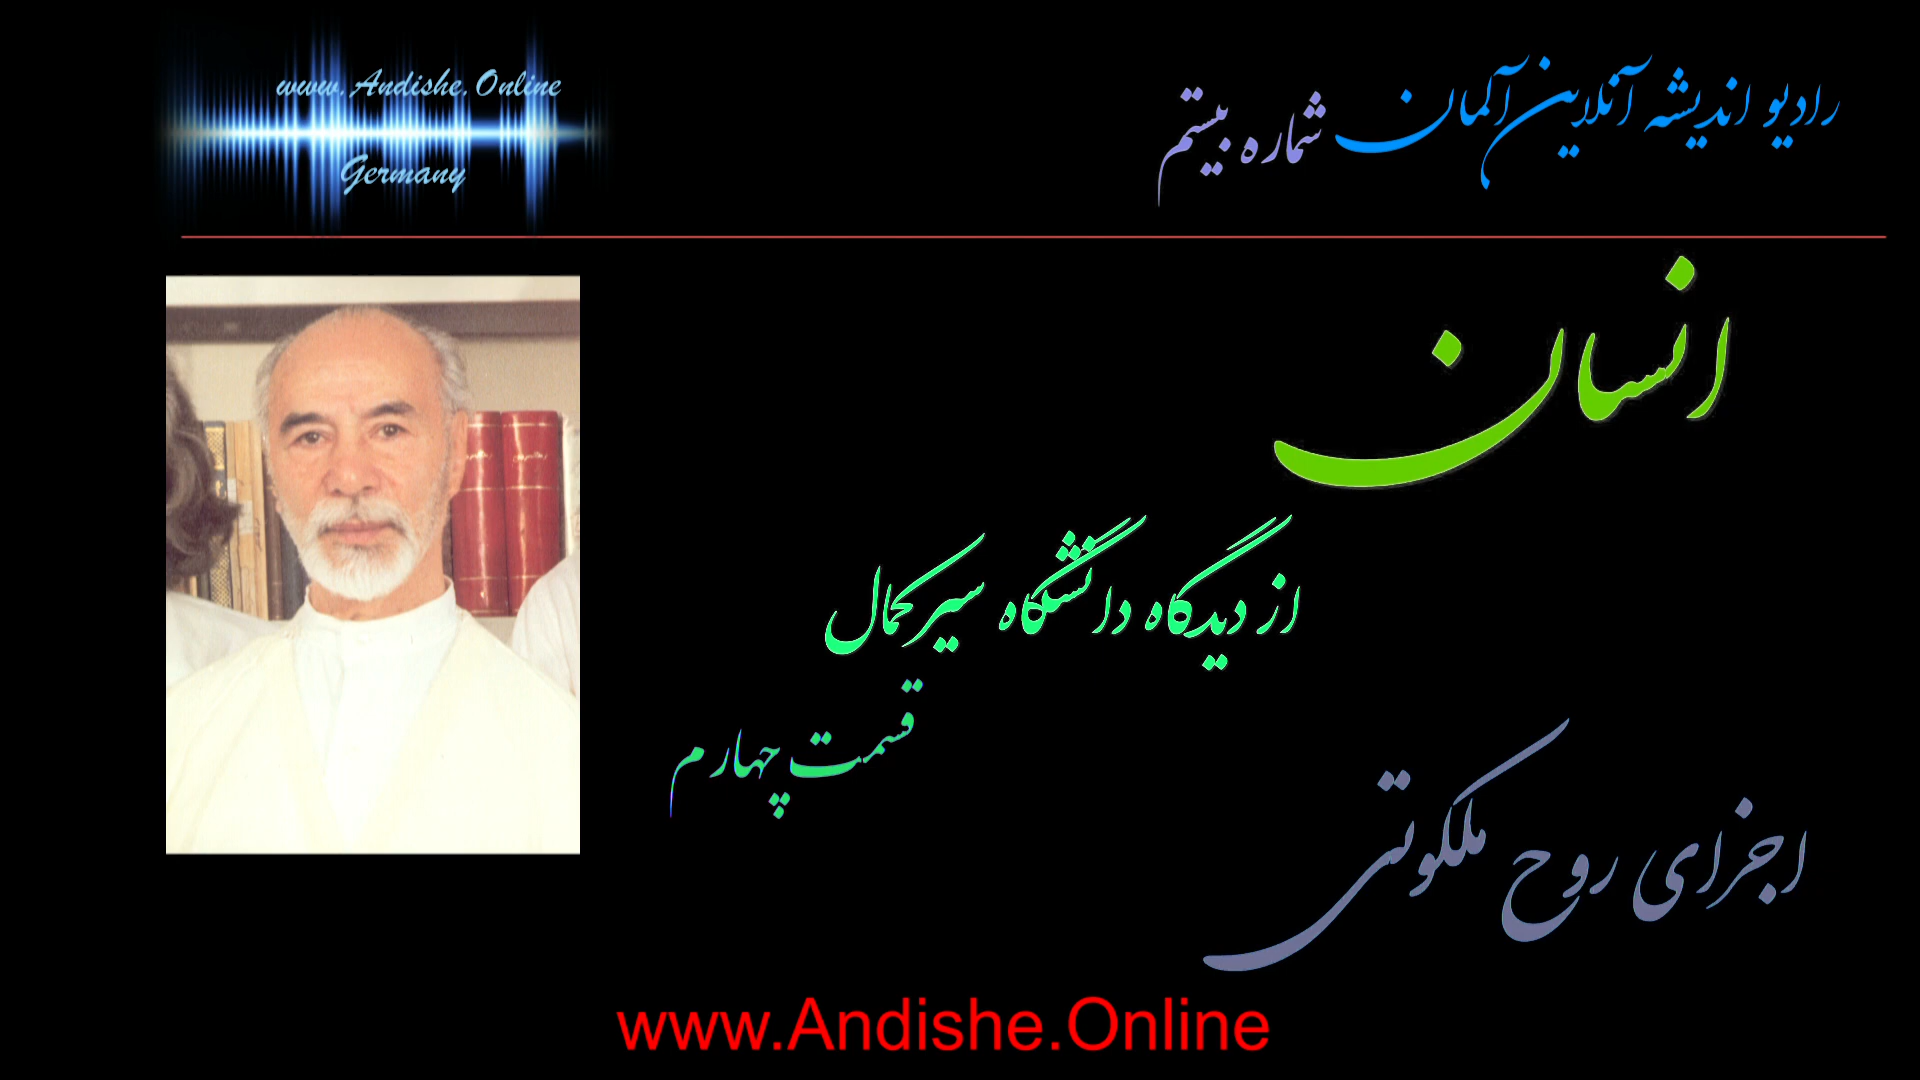 www.Andishe.Online
Germany
رادیو اندیشه آنلاین آلمان شماره بیستم
انسان
از دیدگاه دانشگاه سیر کمال
قسمت چهارم
اجزای روح ملکوتی
www.Andishe.Online